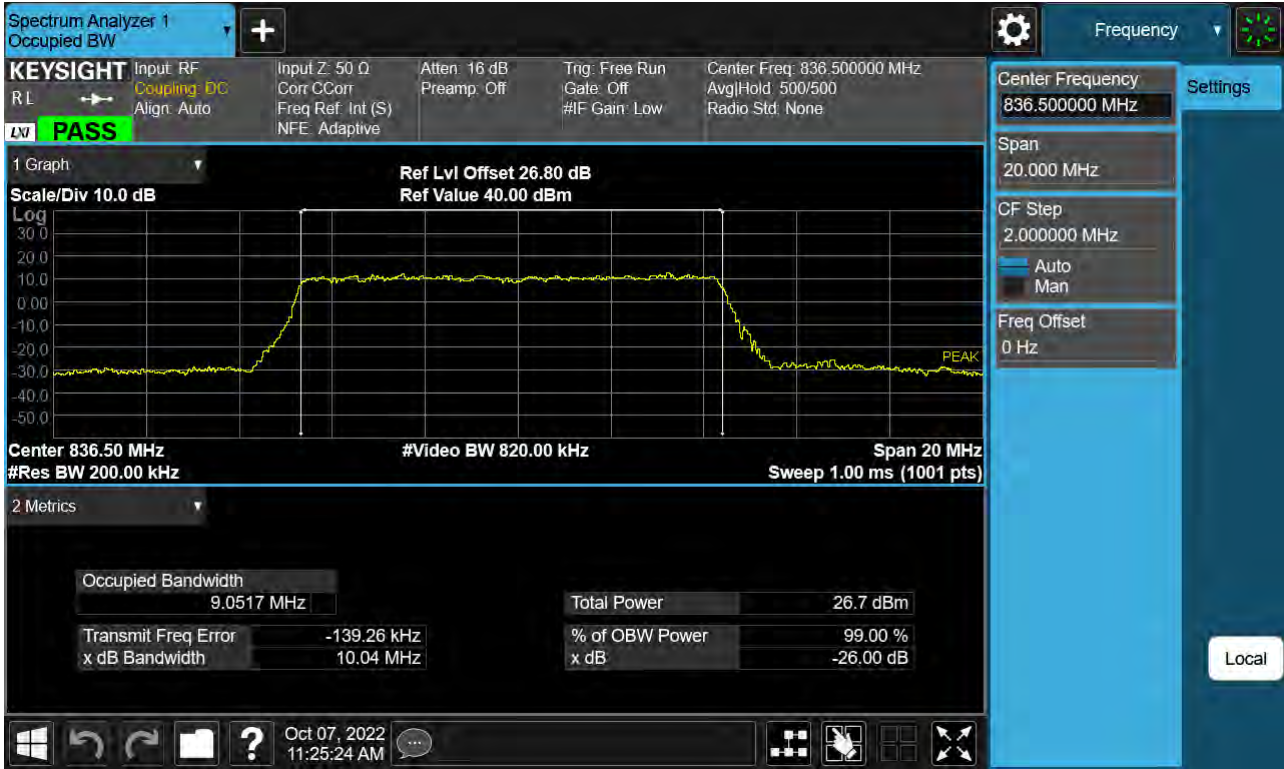 Spectrum Analyzer 1
Occupied BW
+
Frequency
KEYSIGHT
R L
LXI
PASS
Input: RF
Coupling: DC
Align: Auto
Input Z: 50 Ω
Corr CCorr
Freq Ref: Int (S)
NFE: Adaptive
Atten: 16 dB
Preamp: Off
Trig: Free Run
Gate: Off
#IF Gain: Low
Center Freq: 836.500000 MHz
Avg|Hold: 500/500
Radio Std: None
1 Graph
Scale/Div 10.0 dB
Ref Lvl Offset 26.80 dB
Ref Value 40.00 dBm
Log
30.0
20.0
10.0
0.00
-10.0
-20.0
-30.0
-40.0
-50.0
PEAK
Center 836.50 MHz
#Video BW 820.00 kHz
Span 20 MHz
#Res BW 200.00 kHz
Sweep 1.00 ms (1001 pts)
2 Metrics
Occupied Bandwidth
9.0517 MHz
Transmit Freq Error -139.26 kHz
x dB Bandwidth 10.04 MHz
Total Power 26.7 dBm
% of OBW Power 99.00 %
x dB -26.00 dB
Center Frequency
836.500000 MHz
Span
20.000 MHz
CF Step
2.000000 MHz
Auto
Man
Freq Offset
0 Hz
Settings
Local
?
Oct 07, 2022
11:25:24 AM